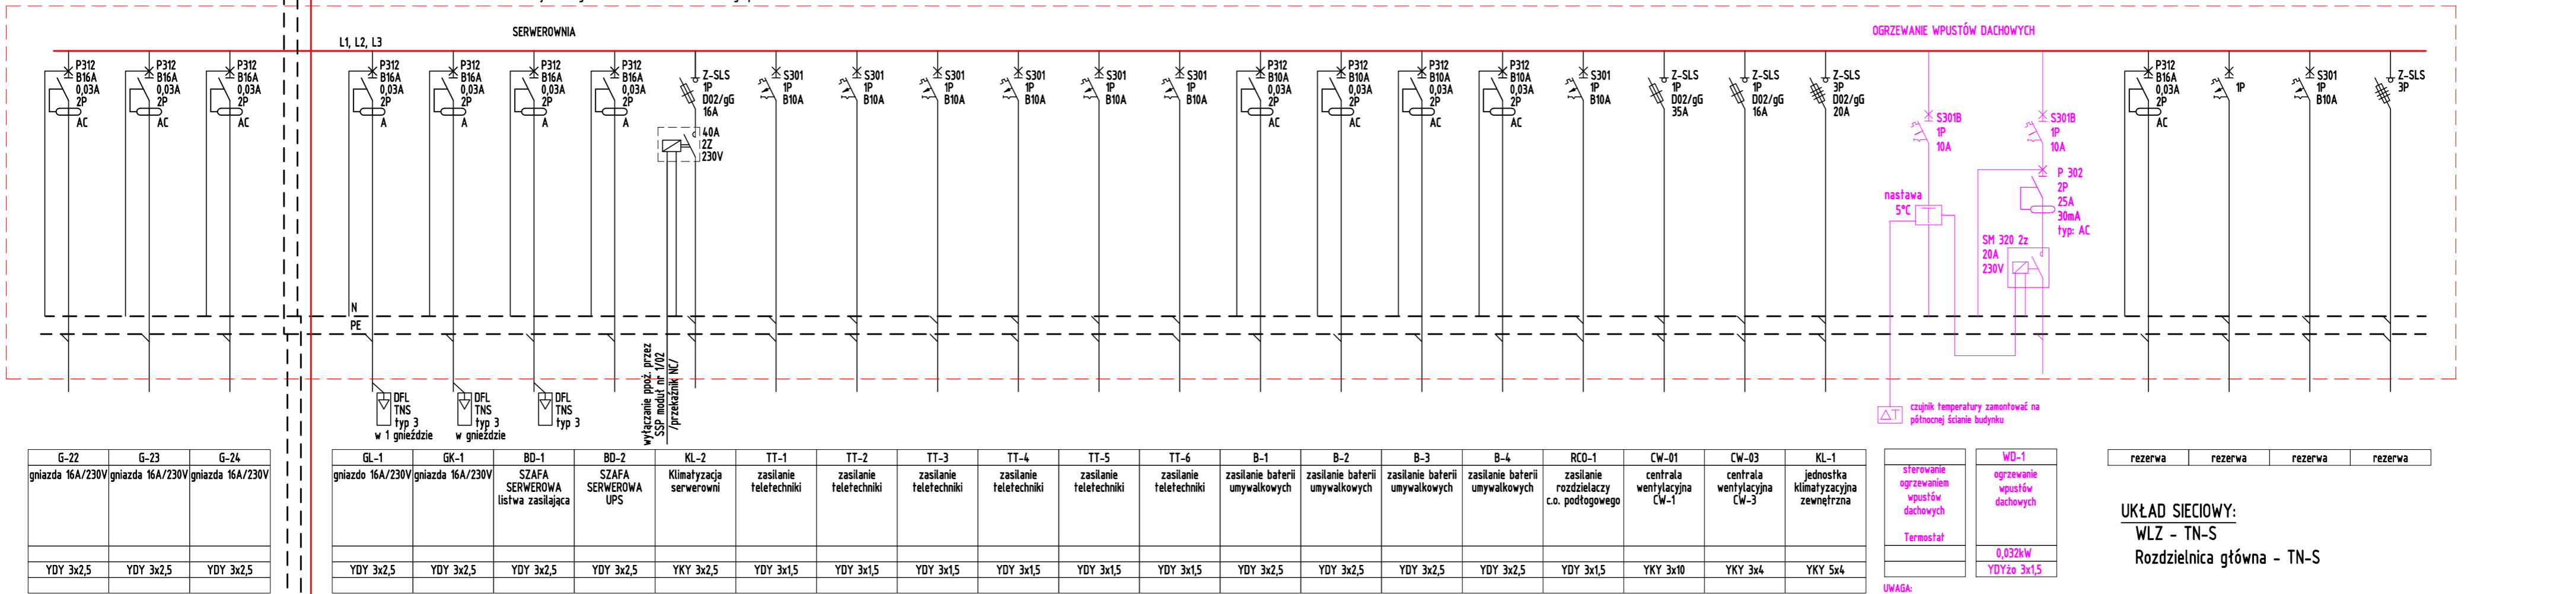 SERWEROWNIA
OGRZEWANIE WPUSTÓW DACHOWYCH
L1, L2, L3
P312
B16A
0,03A
2P
AC
P312
B16A
0,03A
2P
AC
P312
B16A
0,03A
2P
AC
P312
B16A
0,03A
2P
A
P312
B16A
0,03A
2P
A
P312
B16A
0,03A
2P
A
P312
B16A
0,03A
2P
A
Z-SLS
1P
D02/gG
16A
40A
2Z
230V
S301
1P
B10A
S301
1P
B10A
S301
1P
B10A
S301
1P
B10A
S301
1P
B10A
S301
1P
B10A
P312
B10A
0,03A
2P
AC
P312
B10A
0,03A
2P
AC
P312
B10A
0,03A
2P
AC
P312
B10A
0,03A
2P
AC
S301
1P
B10A
Z-SLS
1P
D02/gG
35A
Z-SLS
1P
D02/gG
16A
Z-SLS
3P
D02/gG
20A
S301B
1P
10A
nastawa
5°C
S301B
1P
10A
P 302
2P
25A
30mA
typ: AC
SM 320 2z
20A
230V
P312
B16A
0,03A
2P
AC
1P
S301
1P
B10A
Z-SLS
3P
N
PE
DFL
TNS
typ 3
w 1 gnieździe
DFL
TNS
typ 3
w gnieździe
DFL
TNS
typ 3
wyłączanie ppoż. przez
SSP moduł nr 1/02
/przekaźnik NC/
ΔT
czujnik temperatury zamontować na
północnej ścianie budynku
G-22 G-23 G-24
gniazda 16A/230V gniazda 16A/230V gniazda 16A/230V
YDY 3x2,5 YDY 3x2,5 YDY 3x2,5
GL-1 GK-1 BD-1 BD-2 KL-2 TT-1 TT-2 TT-3 TT-4 TT-5 TT-6 B-1 B-2 B-3 B-4 RCO-1 CW-01 CW-03 KL-1
gniazdo 16A/230V
gniazda 16A/230V
SZAFA
SERWEROWA
listwa zasilająca
SZAFA
SERWEROWA
UPS
Klimatyzacja
serwerowni
zasilanie
teletechniki
zasilanie
teletechniki
zasilanie
teletechniki
zasilanie
teletechniki
zasilanie
teletechniki
zasilanie
teletechniki
zasilanie baterii
umywalkowych
zasilanie baterii
umywalkowych
zasilanie baterii
umywalkowych
zasilanie baterii
umywalkowych
zasilanie
rozdzielaczy
c.o. podłogowego
centrala
wentylacyjna
CW-1
centrala
wentylacyjna
CW-3
jednostka
klimatyzacyjna
zewnętrzna
YDY 3x2,5 YDY 3x2,5 YDY 3x2,5 YDY 3x2,5 YKY 3x2,5 YDY 3x1,5 YDY 3x1,5 YDY 3x1,5 YDY 3x1,5 YDY 3x1,5 YDY 3x1,5 YDY 3x2,5 YDY 3x2,5 YDY 3x2,5 YDY 3x2,5 YDY 3x1,5 YKY 3x10 YKY 3x4 YKY 5x4
sterowanie
ogrzewaniem
wpustów
dachowych
Termostat
WD-1
ogrzewanie
wpustów
dachowych
0,032kW
YDYżo 3x1,5
UWAGA:
rezerwa rezerwa rezerwa rezerwa
UKŁAD SIECIOWY:
WLZ - TN-S
Rozdzielnica główna - TN-S